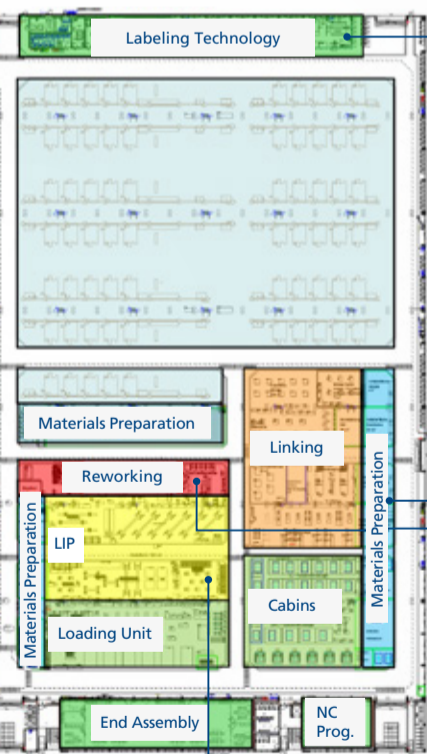 Labeling Technology
Materials Preparation
Linking
Reworking
Materials Preparation
LIP
Materials Preparation
Cabins
Loading Unit
End Assembly
NC
Prog.